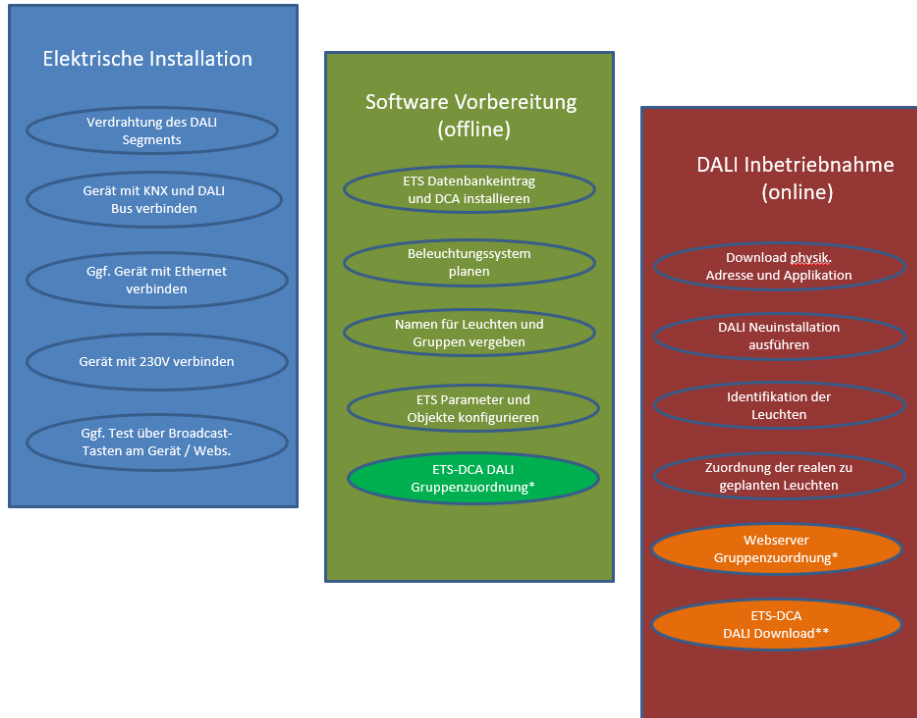 Elektrische Installation
Verdrahtung des DALI
Segments
Gerät mit KNX und DALI
Bus verbinden
Ggf. Gerät mit Ethernet
verbinden
Gerät mit 230V verbinden
Ggf. Test über Broadcast-
Tasten am Gerät / Webs.
Software Vorbereitung
(offline)
ETS Datenbankeintrag
und DCA installieren
Beleuchtungssystem
planen
Namen für Leuchten und
Gruppen vergeben
ETS Parameter und
Objekte konfigurieren
ETS-DCA DALI
Gruppenzuordnung*
DALI Inbetriebnahme
(online)
Download physik.
Adresse und Applikation
DALI Neuinstallation
ausführen
Identifikation der
Leuchten
Zuordnung der realen zu
geplanten Leuchten
Webserver
Gruppenzuordnung*
ETS-DCA
DALI Download**